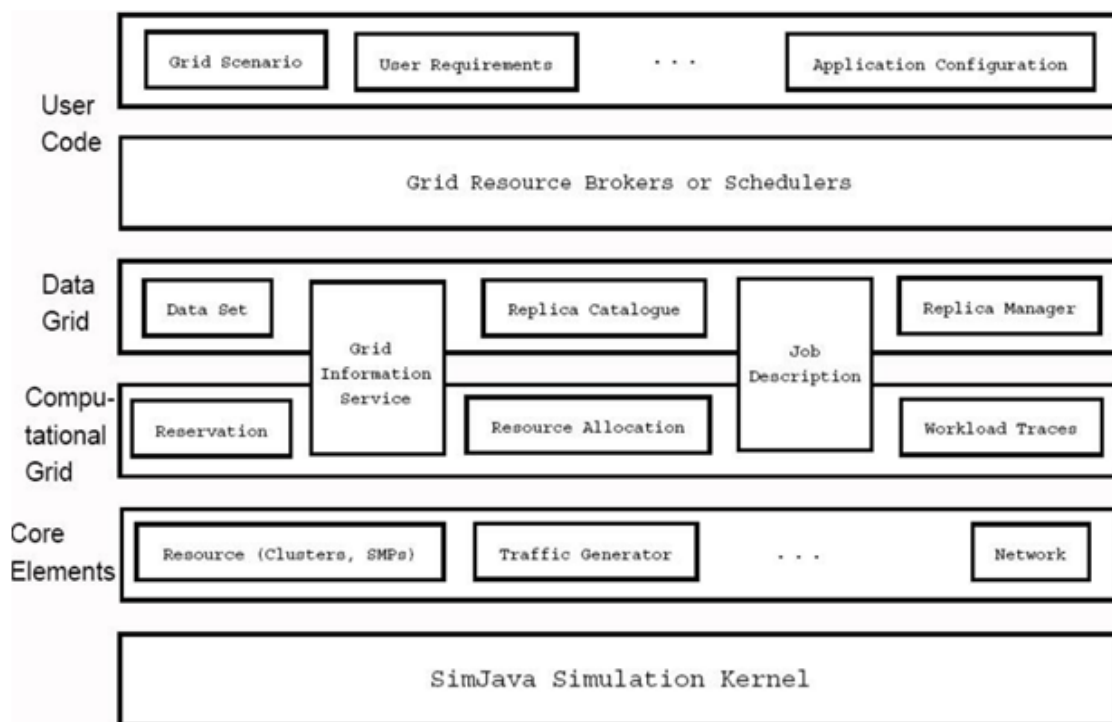 Grid Scenario
User Requirements
. . .
Application Configuration
User
Code
Grid Resource Brokers or Schedulers
Data
Grid
Data Set
Grid
Information
Service
Replica Catalogue
Job
Description
Replica Manager
Compu-
tational
Grid
Reservation
Resource Allocation
Workload Traces
Core
Elements
Resource (Clusters, SMPs)
Traffic Generator
. . .
Network
SimJava Simulation Kernel